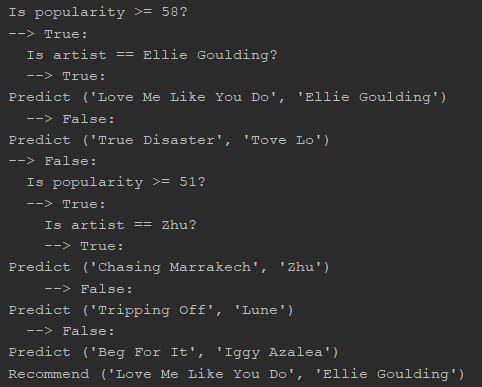 Is popularity >= 58?
--> True:
  Is artist == Ellie Goulding?
  --> True:
Predict ('Love Me Like You Do', 'Ellie Goulding')
  --> False:
Predict ('True Disaster', 'Tove Lo')
--> False:
  Is popularity >= 51?
  --> True:
    Is artist == Zhu?
    --> True:
Predict ('Chasing Marrakech', 'Zhu')
    --> False:
Predict ('Tripping Off', 'Lune')
  --> False:
Predict ('Beg For It', 'Iggy Azalea')
Recommend ('Love Me Like You Do', 'Ellie Goulding')